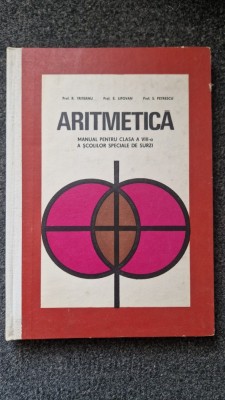 ARITMETICA
MANUAL PENTRU CLASA A VIII-a
A ȘCOLILOR SPECIALE DE SURZI